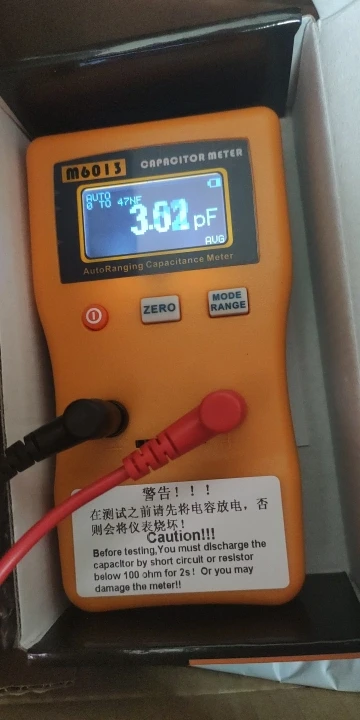 M6013 CAPACITOR METER
AUTO
0 TO 47NF
pF
AVG
AutoRanging Capacitance Meter
ZERO
MODE
RANGE
警告！！！
在测试之前请先将电容放电，否
则会将仪表烧坏！
Caution!!!
Before testing,You must discharge the
capacitor by short circuit or resistor
below 100 ohm for 2s！ Or you may
damage the meter!!